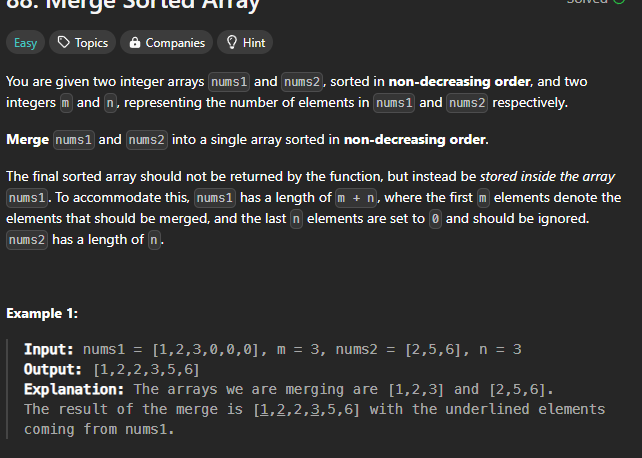 88. Merge Sorted Array
Solved
Easy Topics Companies Hint
You are given two integer arrays nums1 and nums2, sorted in non-decreasing order, and two
integers m and n, representing the number of elements in nums1 and nums2 respectively.
Merge nums1 and nums2 into a single array sorted in non-decreasing order.
The final sorted array should not be returned by the function, but instead be stored inside the array
nums1. To accommodate this, nums1 has a length of m + n, where the first m elements denote the
elements that should be merged, and the last n elements are set to 0 and should be ignored.
nums2 has a length of n.
Example 1:
Input: nums1 = [1,2,3,0,0,0], m = 3, nums2 = [2,5,6], n = 3
Output: [1,2,2,3,5,6]
Explanation: The arrays we are merging are [1,2,3] and [2,5,6].
The result of the merge is [1,2,2,3,5,6] with the underlined elements
coming from nums1.